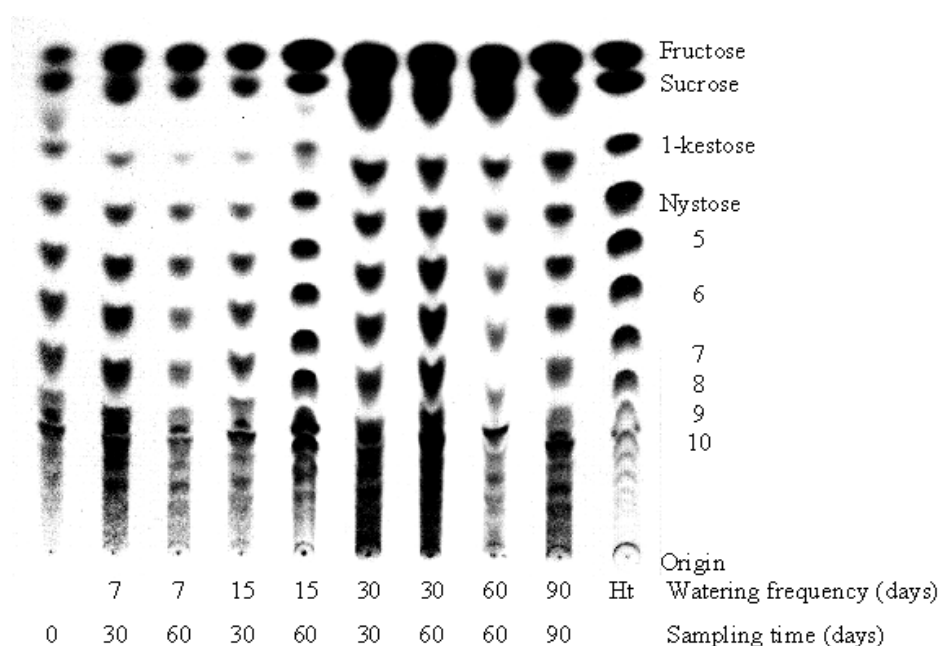 Fructose
Sucrose
1-kestose
Nystose
5
6
7
8
9
10
Origin
7 7 15 15 30 30 60 90 Ht Watering frequency (days)
0 30 60 30 60 30 60 60 90 Sampling time (days)